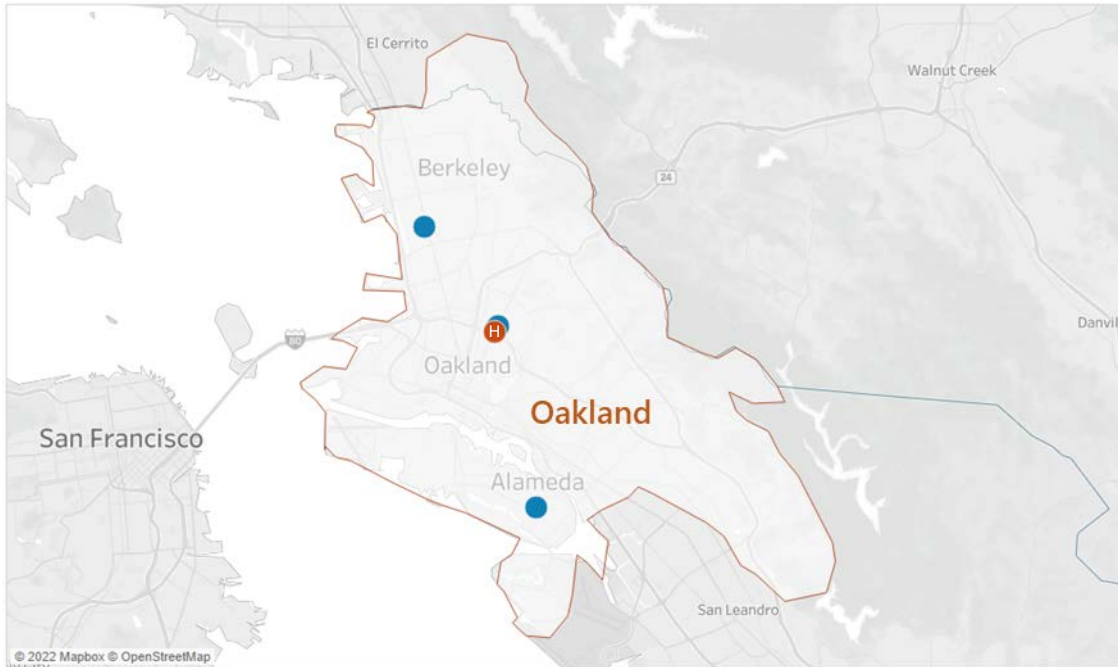 El Cerrito
Walnut Creek
Berkeley
24
H
80
Oakland
Danvil
Oakland
San Francisco
Alameda
San Leandro
© 2022 Mapbox © OpenStreetMap